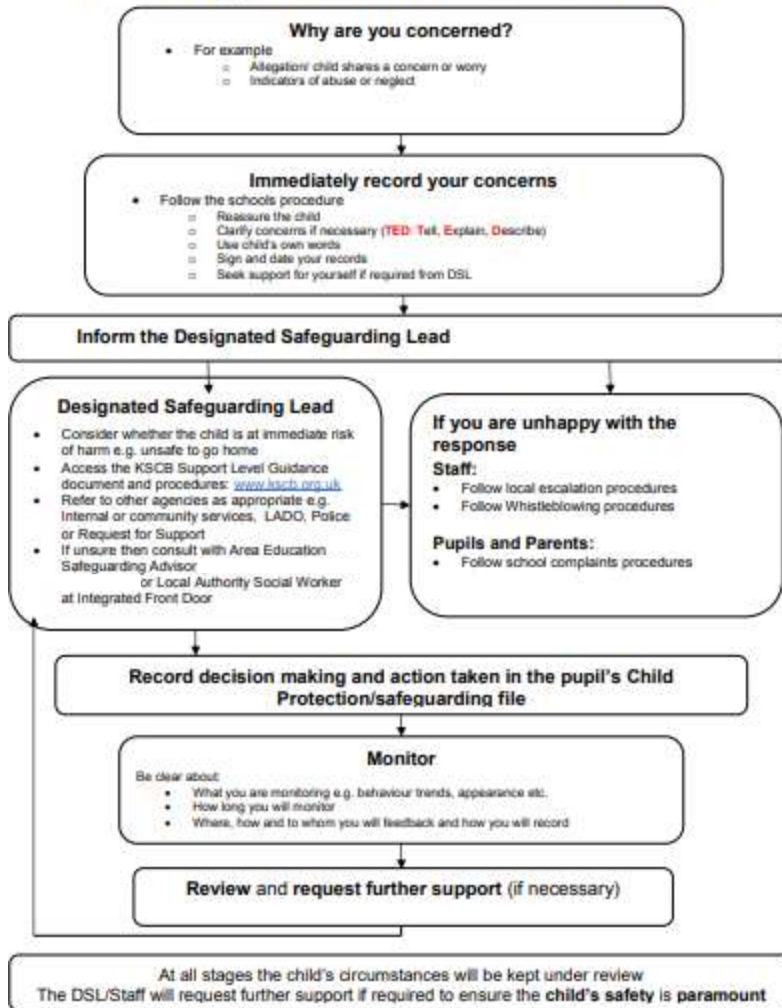 Why are you concerned?
• For example
o Allegation/ child shares a concern or worry
o Indicators of abuse or neglect
Immediately record your concerns
• Follow the schools procedure
o Reassure the child
o Clarify concerns if necessary (TED: Tell, Explain, Describe)
o Use child's own words
o Sign and date your records
o Seek support for yourself if required from DSL
Inform the Designated Safeguarding Lead
Designated Safeguarding Lead
• Consider whether the child is at immediate risk
of harm e.g. unsafe to go home
• Access the KSCB Support Level Guidance
document and procedures: www.kscb.org.uk
• Refer to other agencies as appropriate e.g.
Internal or community services, LADO, Police
or Request for Support
• If unsure then consult with Area Education
Safeguarding Advisor
or Local Authority Social Worker
at Integrated Front Door
If you are unhappy with the
response
Staff:
• Follow local escalation procedures
• Follow Whistleblowing procedures
Pupils and Parents:
• Follow school complaints procedures
Record decision making and action taken in the pupil's Child
Protection/safeguarding file
Monitor
Be clear about:
• What you are monitoring e.g. behaviour trends, appearance etc.
• How long you will monitor
• Where, how and to whom you will feedback and how you will record
Review and request further support (if necessary)
At all stages the child's circumstances will be kept under review
The DSL/Staff will request further support if required to ensure the child's safety is paramount